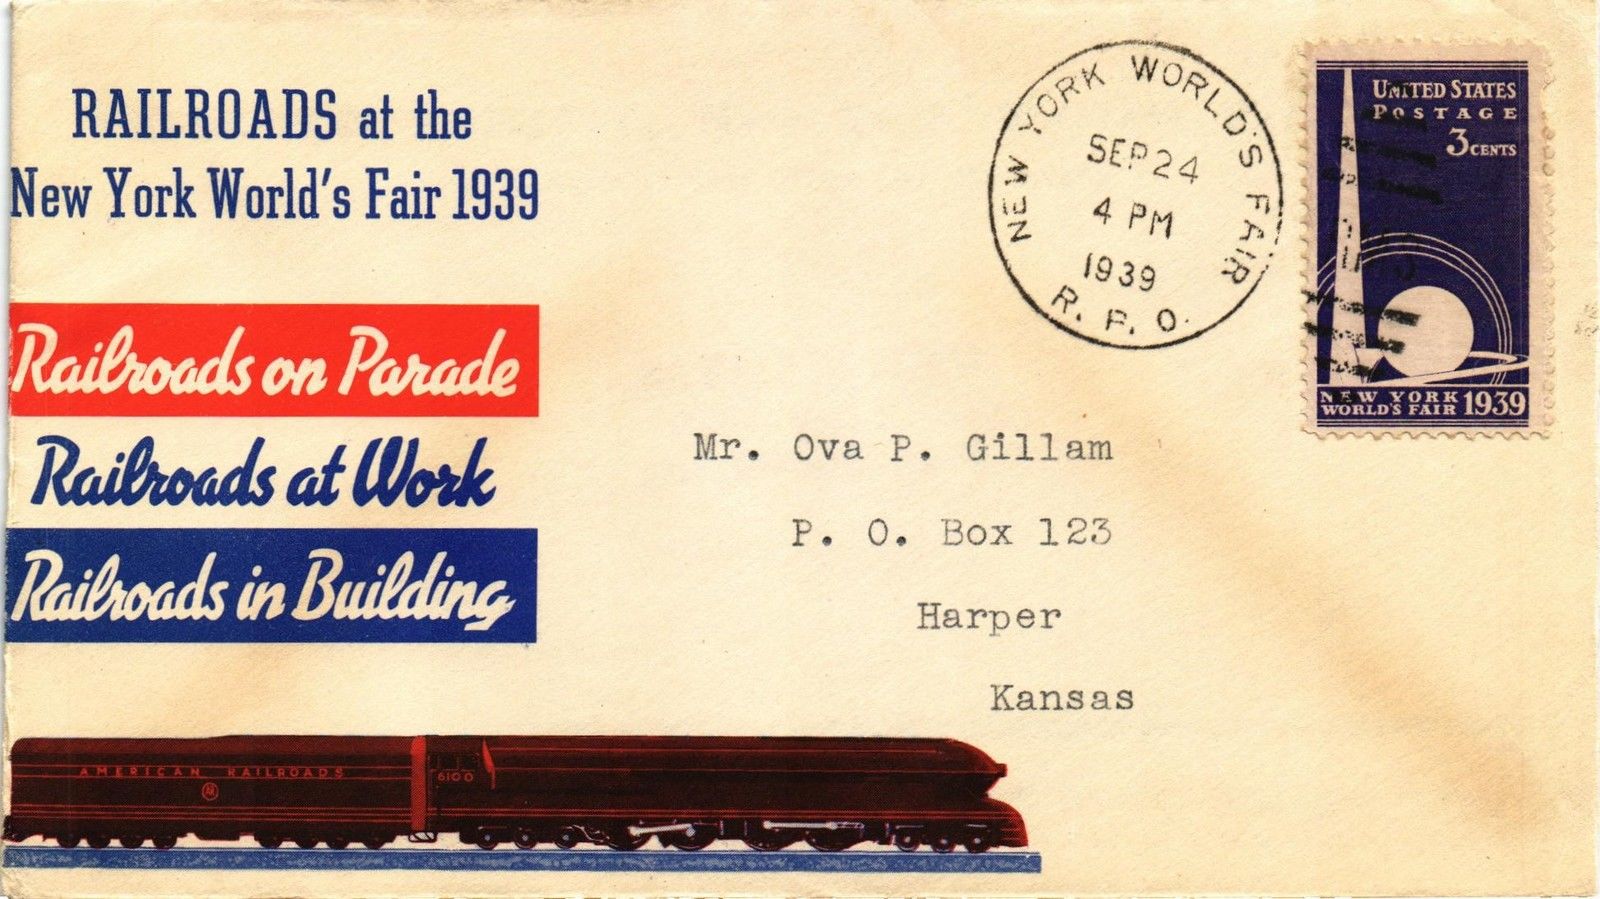 RAILROADS at the
New York World's Fair 1939
Railroads on Parade
Railroads at Work
Railroads in Building
NEW YORK WORLD'S FAIR
SEP 24
4 PM
1939
R. P. O.
UNITED STATES
POSTAGE
3 CENTS
NEW YORK
WORLD'S FAIR 1939
Mr. Ova P. Gillam
P. O. Box 123
Harper
Kansas
AMERICAN RAILROADS
AR
6100